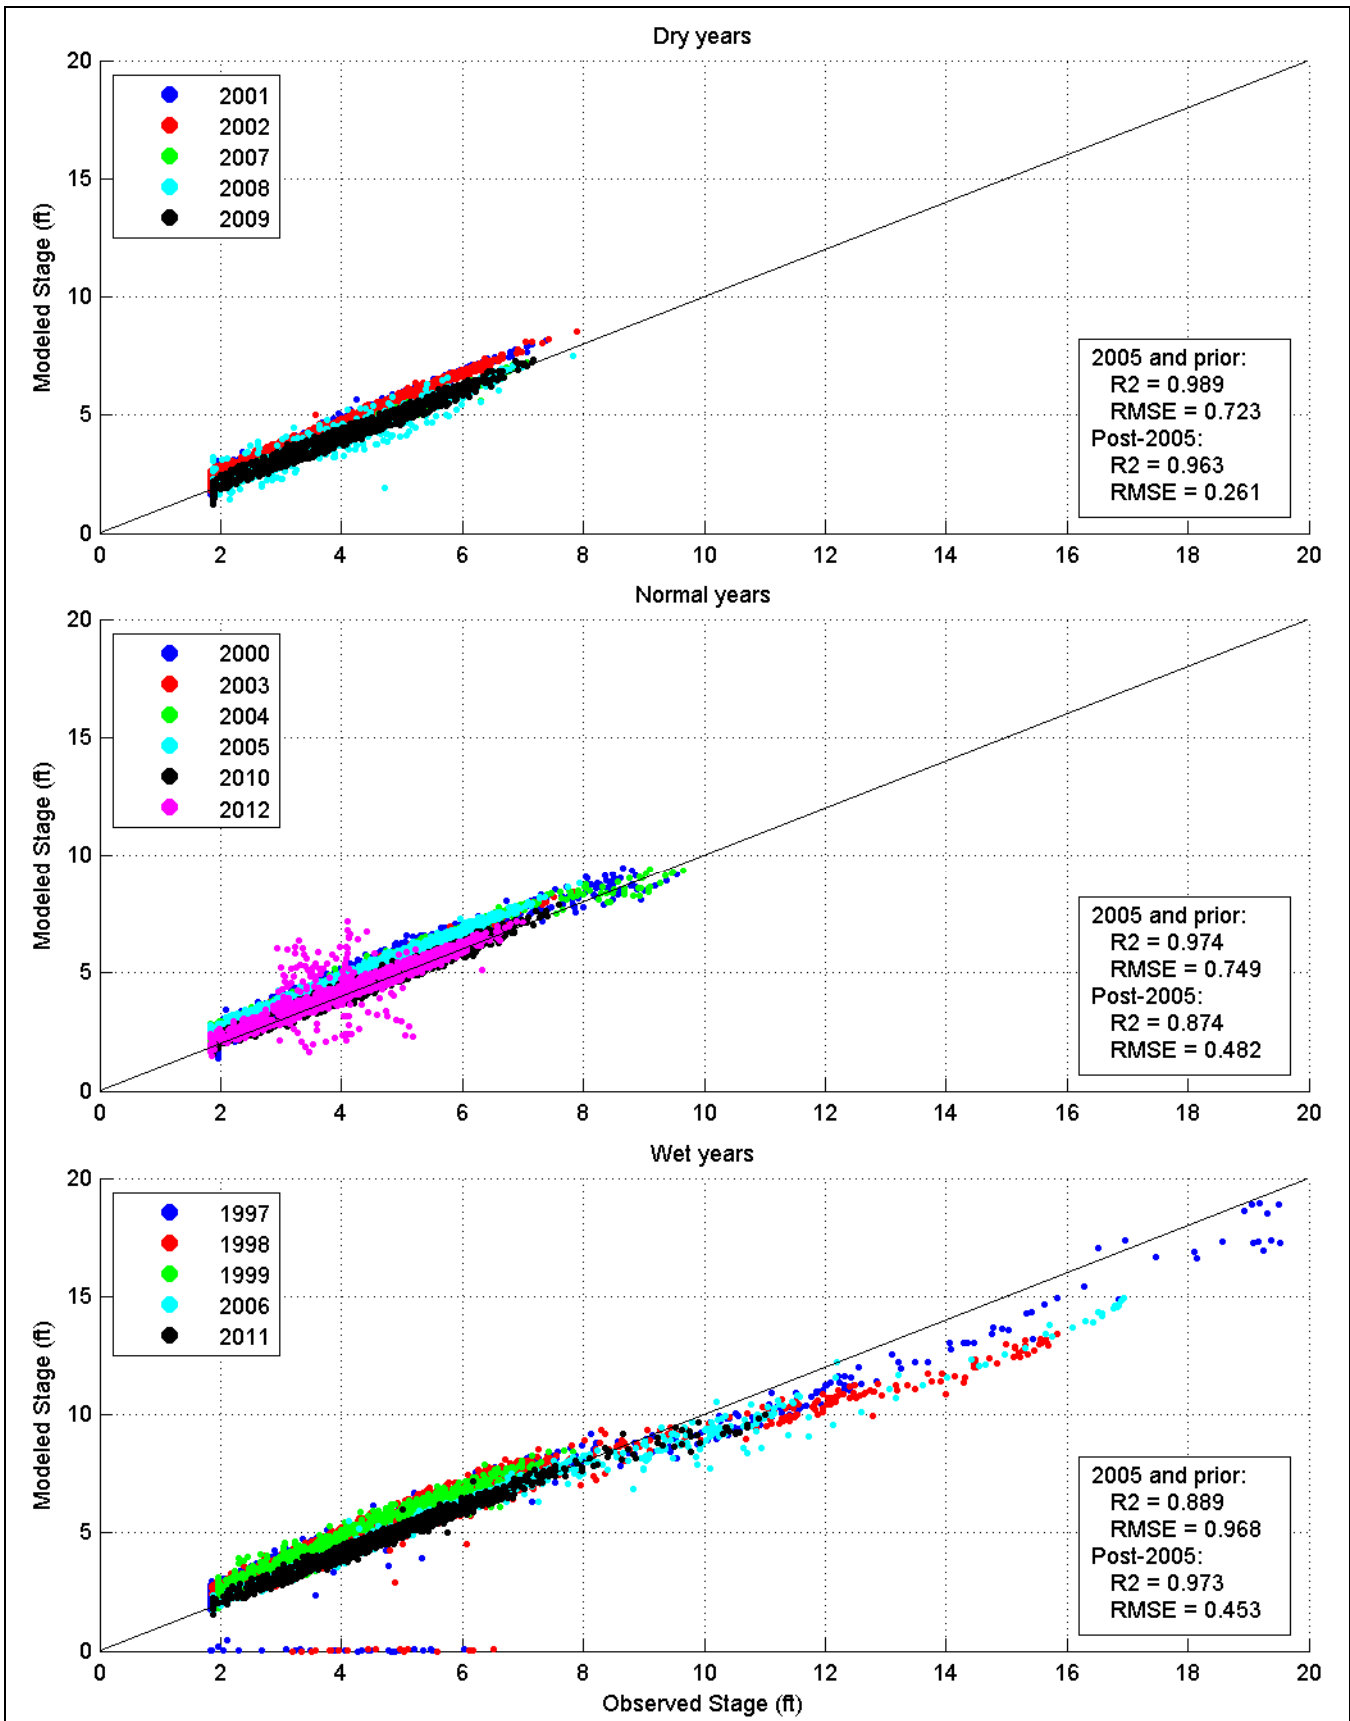 Dry years
20
15
10
5
0
Modeled Stage (ft)
2001
2002
2007
2008
2009
2005 and prior:
R2 = 0.989
RMSE = 0.723
Post-2005:
R2 = 0.963
RMSE = 0.261
0 2 4 6 8 10 12 14 16 18 20
Normal years
20
15
10
5
0
Modeled Stage (ft)
2000
2003
2004
2005
2010
2012
2005 and prior:
R2 = 0.974
RMSE = 0.749
Post-2005:
R2 = 0.874
RMSE = 0.482
0 2 4 6 8 10 12 14 16 18 20
Wet years
20
15
10
5
0
Modeled Stage (ft)
1997
1998
1999
2006
2011
2005 and prior:
R2 = 0.889
RMSE = 0.968
Post-2005:
R2 = 0.973
RMSE = 0.453
0 2 4 6 8 10 12 14 16 18 20
Observed Stage (ft)